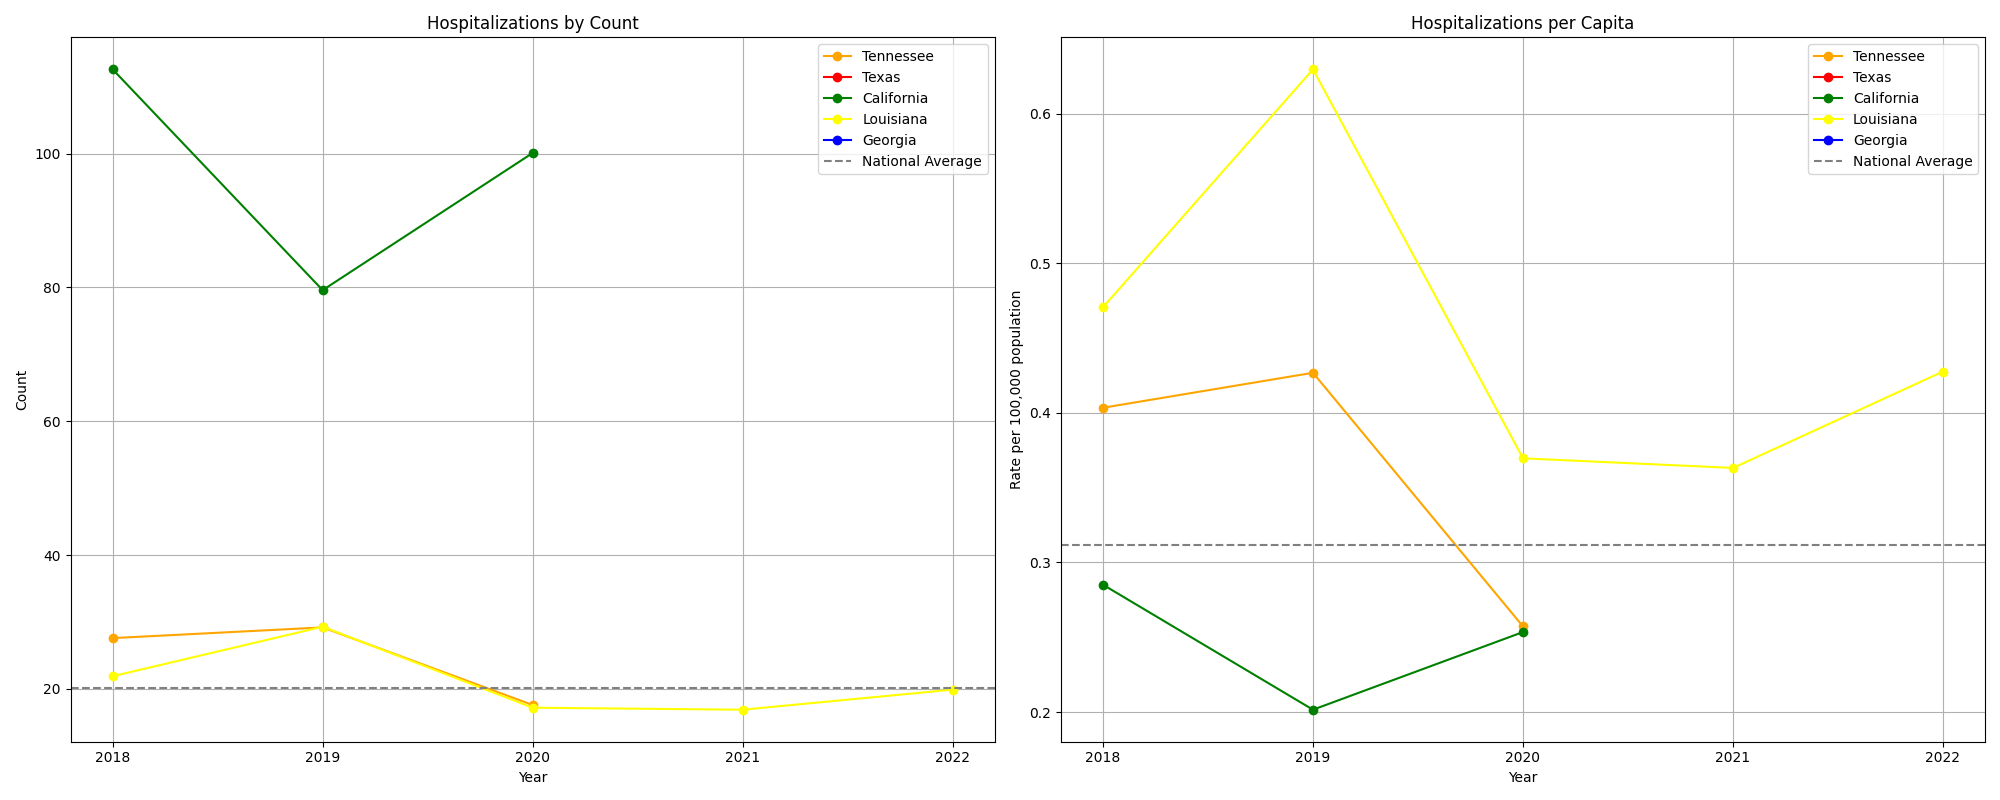 Hospitalizations by Count
Tennessee
Texas
California
Louisiana
Georgia
National Average
Count
100
80
60
40
20
2018
2019
2020
2021
2022
Year
Hospitalizations per Capita
Tennessee
Texas
California
Louisiana
Georgia
National Average
Rate per 100,000 population
0.6
0.5
0.4
0.3
0.2
2018
2019
2020
2021
2022
Year